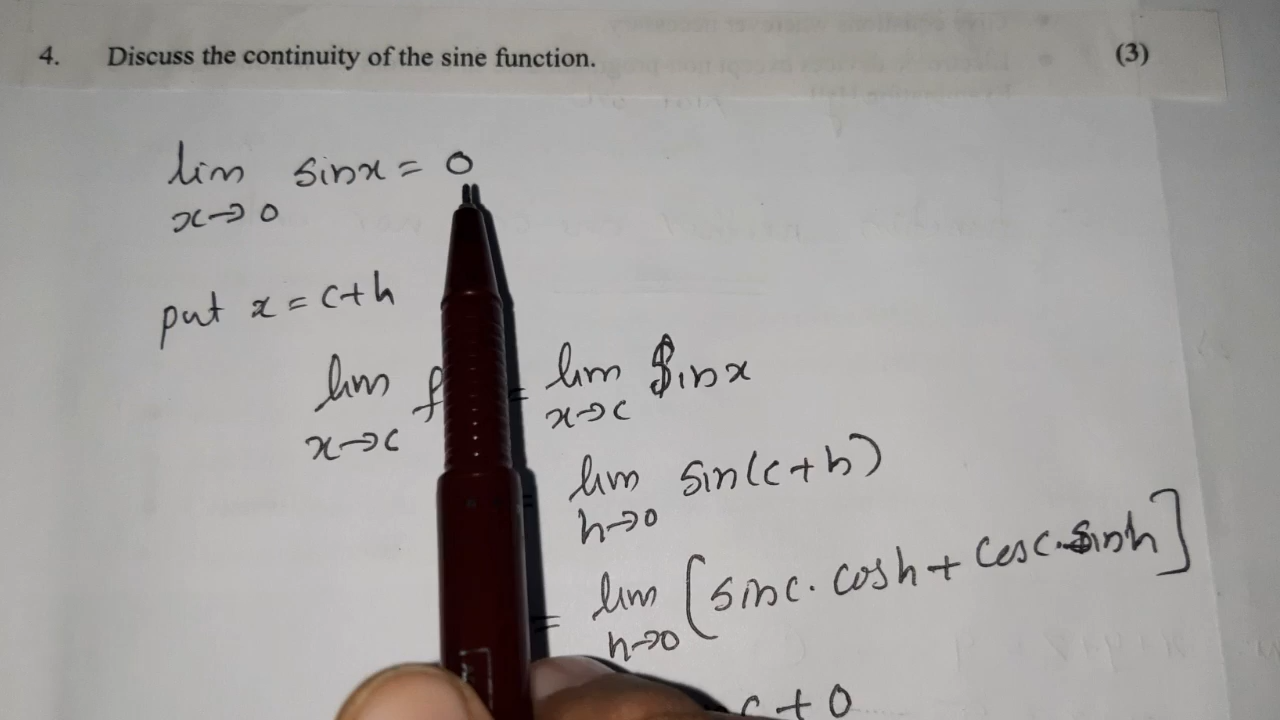 4. Discuss the continuity of the sine function. (3)
lim sinx = 0
x→0
put x = c+h
lim f = lim Sinx
x→c x→c
= lim sin(c+h)
h→0
= lim [sinc. cosh + cosc. sinh]
h→0
c + 0